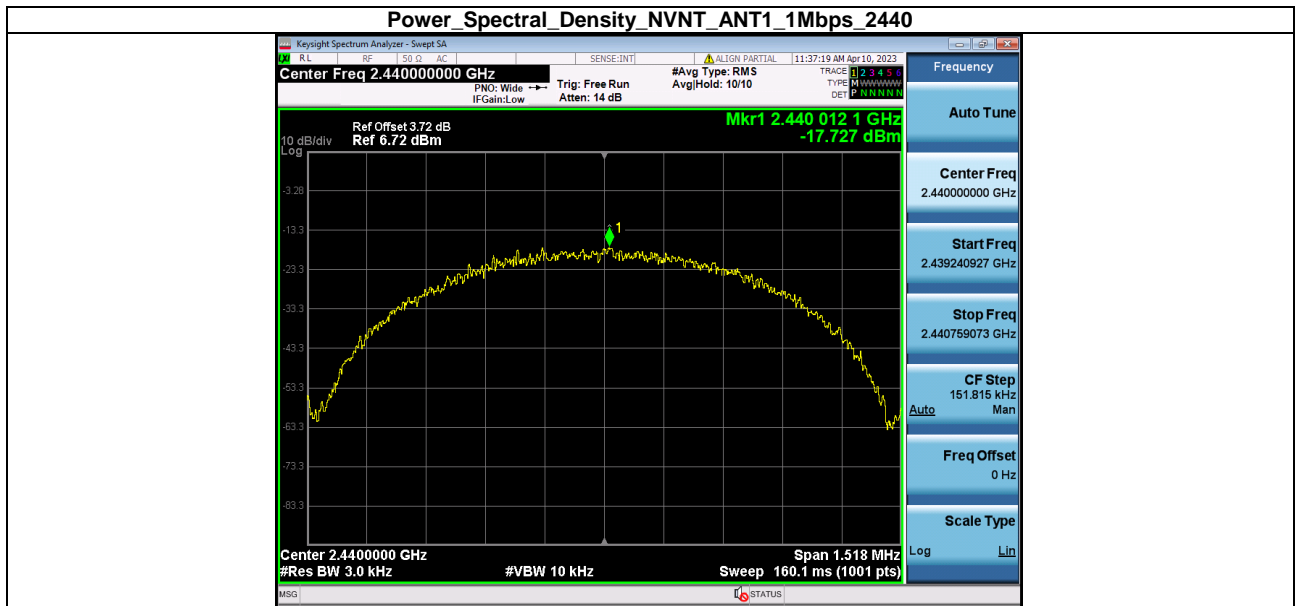 Power_Spectral_Density_NVNT_ANT1_1Mbps_2440
Keysight Spectrum Analyzer - Swept SA
RL RF 50 Ω AC SENSE:INT ALIGN PARTIAL 11:37:19 AM Apr 10, 2023
Center Freq 2.440000000 GHz
PNO: Wide
IFGain:Low
Trig: Free Run
Atten: 14 dB
#Avg Type: RMS
Avg|Hold: 10/10
TRACE 1 2 3 4 5 6
TYPE M WWWWW
DET P N N N N N
Frequency
Ref Offset 3.72 dB
10 dB/div Ref 6.72 dBm
Log
Mkr1 2.440 012 1 GHz
-17.727 dBm
1
-3.28
-13.3
-23.3
-33.3
-43.3
-53.3
-63.3
-73.3
-83.3
Center 2.4400000 GHz
Span 1.518 MHz
#Res BW 3.0 kHz
#VBW 10 kHz
Sweep 160.1 ms (1001 pts)
Auto Tune
Center Freq
2.440000000 GHz
Start Freq
2.439240927 GHz
Stop Freq
2.440759073 GHz
CF Step
151.815 kHz
Auto Man
Freq Offset
0 Hz
Scale Type
Log Lin
MSG STATUS